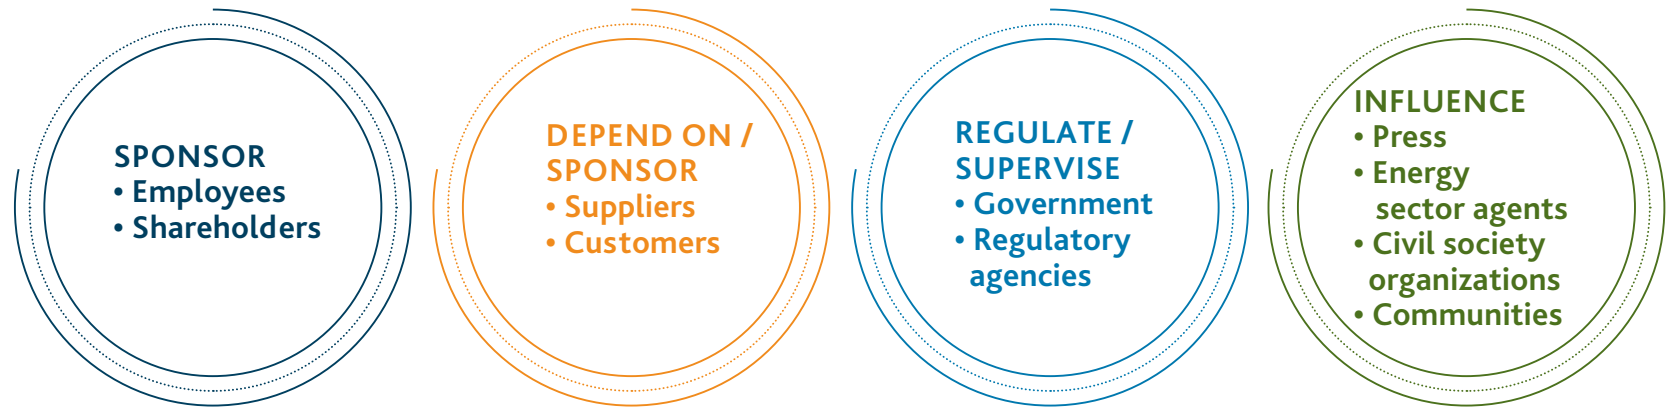 SPONSOR
• Employees
• Shareholders
DEPEND ON /
SPONSOR
• Suppliers
• Customers
REGULATE /
SUPERVISE
• Government
• Regulatory
agencies
INFLUENCE
• Press
• Energy
sector agents
• Civil society
organizations
• Communities